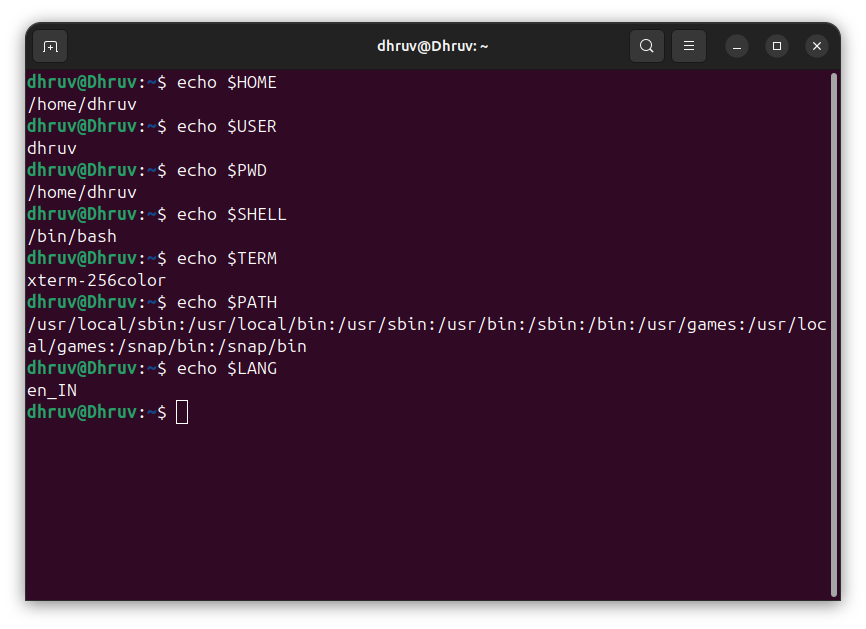 dhruv@Dhruv: ~
dhruv@Dhruv:~$ echo $HOME
/home/dhruv
dhruv@Dhruv:~$ echo $USER
dhruv
dhruv@Dhruv:~$ echo $PWD
/home/dhruv
dhruv@Dhruv:~$ echo $SHELL
/bin/bash
dhruv@Dhruv:~$ echo $TERM
xterm-256color
dhruv@Dhruv:~$ echo $PATH
/usr/local/sbin:/usr/local/bin:/usr/sbin:/usr/bin:/sbin:/bin:/usr/games:/usr/loc
al/games:/snap/bin:/snap/bin
dhruv@Dhruv:~$ echo $LANG
en_IN
dhruv@Dhruv:~$